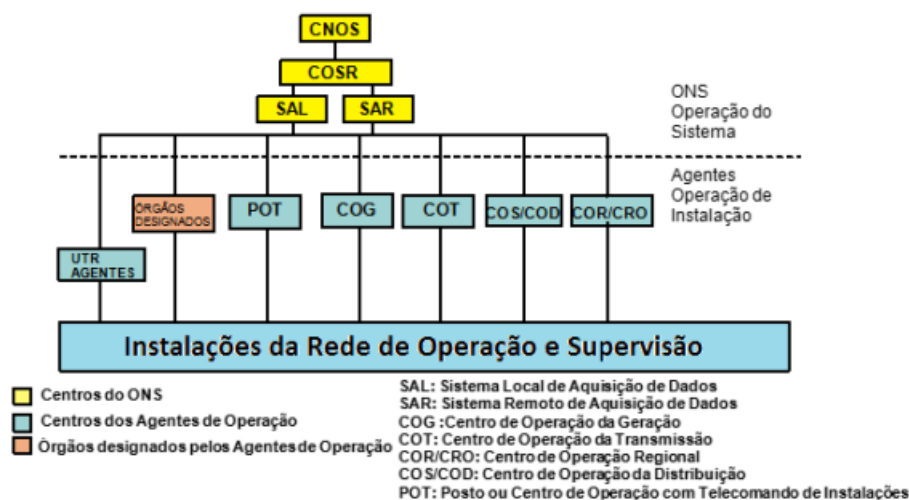 CNOS
COSR
SAL SAR
ONS
Operação do
Sistema
Agentes
Operação de
Instalação
ÓRGÃOS
DESIGNADOS
POT COG COT COS/COD COR/CRO
UTR
AGENTES
Instalações da Rede de Operação e Supervisão
Centros do ONS
Centros dos Agentes de Operação
Órgãos designados pelos Agentes de Operação
SAL: Sistema Local de Aquisição de Dados
SAR: Sistema Remoto de Aquisição de Dados
COG :Centro de Operação da Geração
COT: Centro de Operação da Transmissão
COR/CRO: Centro de Operação Regional
COS/COD: Centro de Operação da Distribuição
POT: Posto ou Centro de Operação com Telecomando de Instalações